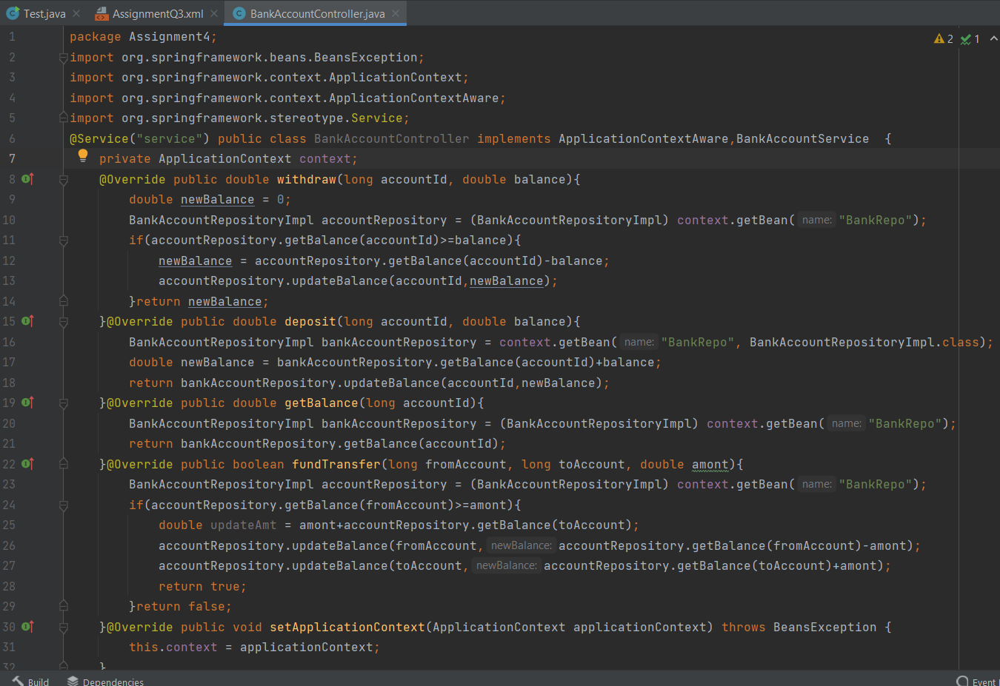 Test.java AssignmentQ3.xml BankAccountController.java
2 1
1 package Assignment4;
2 import org.springframework.beans.BeansException;
3 import org.springframework.context.ApplicationContext;
4 import org.springframework.context.ApplicationContextAware;
5 import org.springframework.stereotype.Service;
6 @Service("service") public class BankAccountController implements ApplicationContextAware,BankAccountService {
7 private ApplicationContext context;
8 @Override public double withdraw(long accountId, double balance){
9 double newBalance = 0;
10 BankAccountRepositoryImpl accountRepository = (BankAccountRepositoryImpl) context.getBean( name: "BankRepo");
11 if(accountRepository.getBalance(accountId)>=balance){
12 newBalance = accountRepository.getBalance(accountId)-balance;
13 accountRepository.updateBalance(accountId,newBalance);
14 }return newBalance;
15 }@Override public double deposit(long accountId, double balance){
16 BankAccountRepositoryImpl bankAccountRepository = context.getBean( name: "BankRepo", BankAccountRepositoryImpl.class);
17 double newBalance = bankAccountRepository.getBalance(accountId)+balance;
18 return bankAccountRepository.updateBalance(accountId,newBalance);
19 }@Override public double getBalance(long accountId){
20 BankAccountRepositoryImpl bankAccountRepository = (BankAccountRepositoryImpl) context.getBean( name: "BankRepo");
21 return bankAccountRepository.getBalance(accountId);
22 }@Override public boolean fundTransfer(long fromAccount, long toAccount, double amont){
23 BankAccountRepositoryImpl accountRepository = (BankAccountRepositoryImpl) context.getBean( name: "BankRepo");
24 if(accountRepository.getBalance(fromAccount)>=amont){
25 double updateAmt = amont+accountRepository.getBalance(toAccount);
26 accountRepository.updateBalance(fromAccount, newBalance: accountRepository.getBalance(fromAccount)-amont);
27 accountRepository.updateBalance(toAccount, newBalance: accountRepository.getBalance(toAccount)+amont);
28 return true;
29 }return false;
30 }@Override public void setApplicationContext(ApplicationContext applicationContext) throws BeansException {
31 this.context = applicationContext;
32 }
Build Dependencies Event